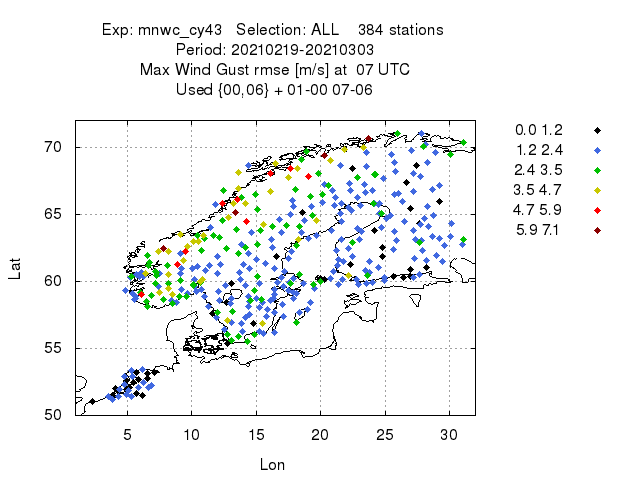 Exp: mnwc_cy43   Selection: ALL    384 stations
Period: 20210219-20210303
Max Wind Gust rmse [m/s] at  07 UTC
Used {00,06} + 01-00 07-06
0.0 1.2
1.2 2.4
2.4 3.5
3.5 4.7
4.7 5.9
5.9 7.1
70
65
60
55
50
Lat
5 10 15 20 25 30
Lon